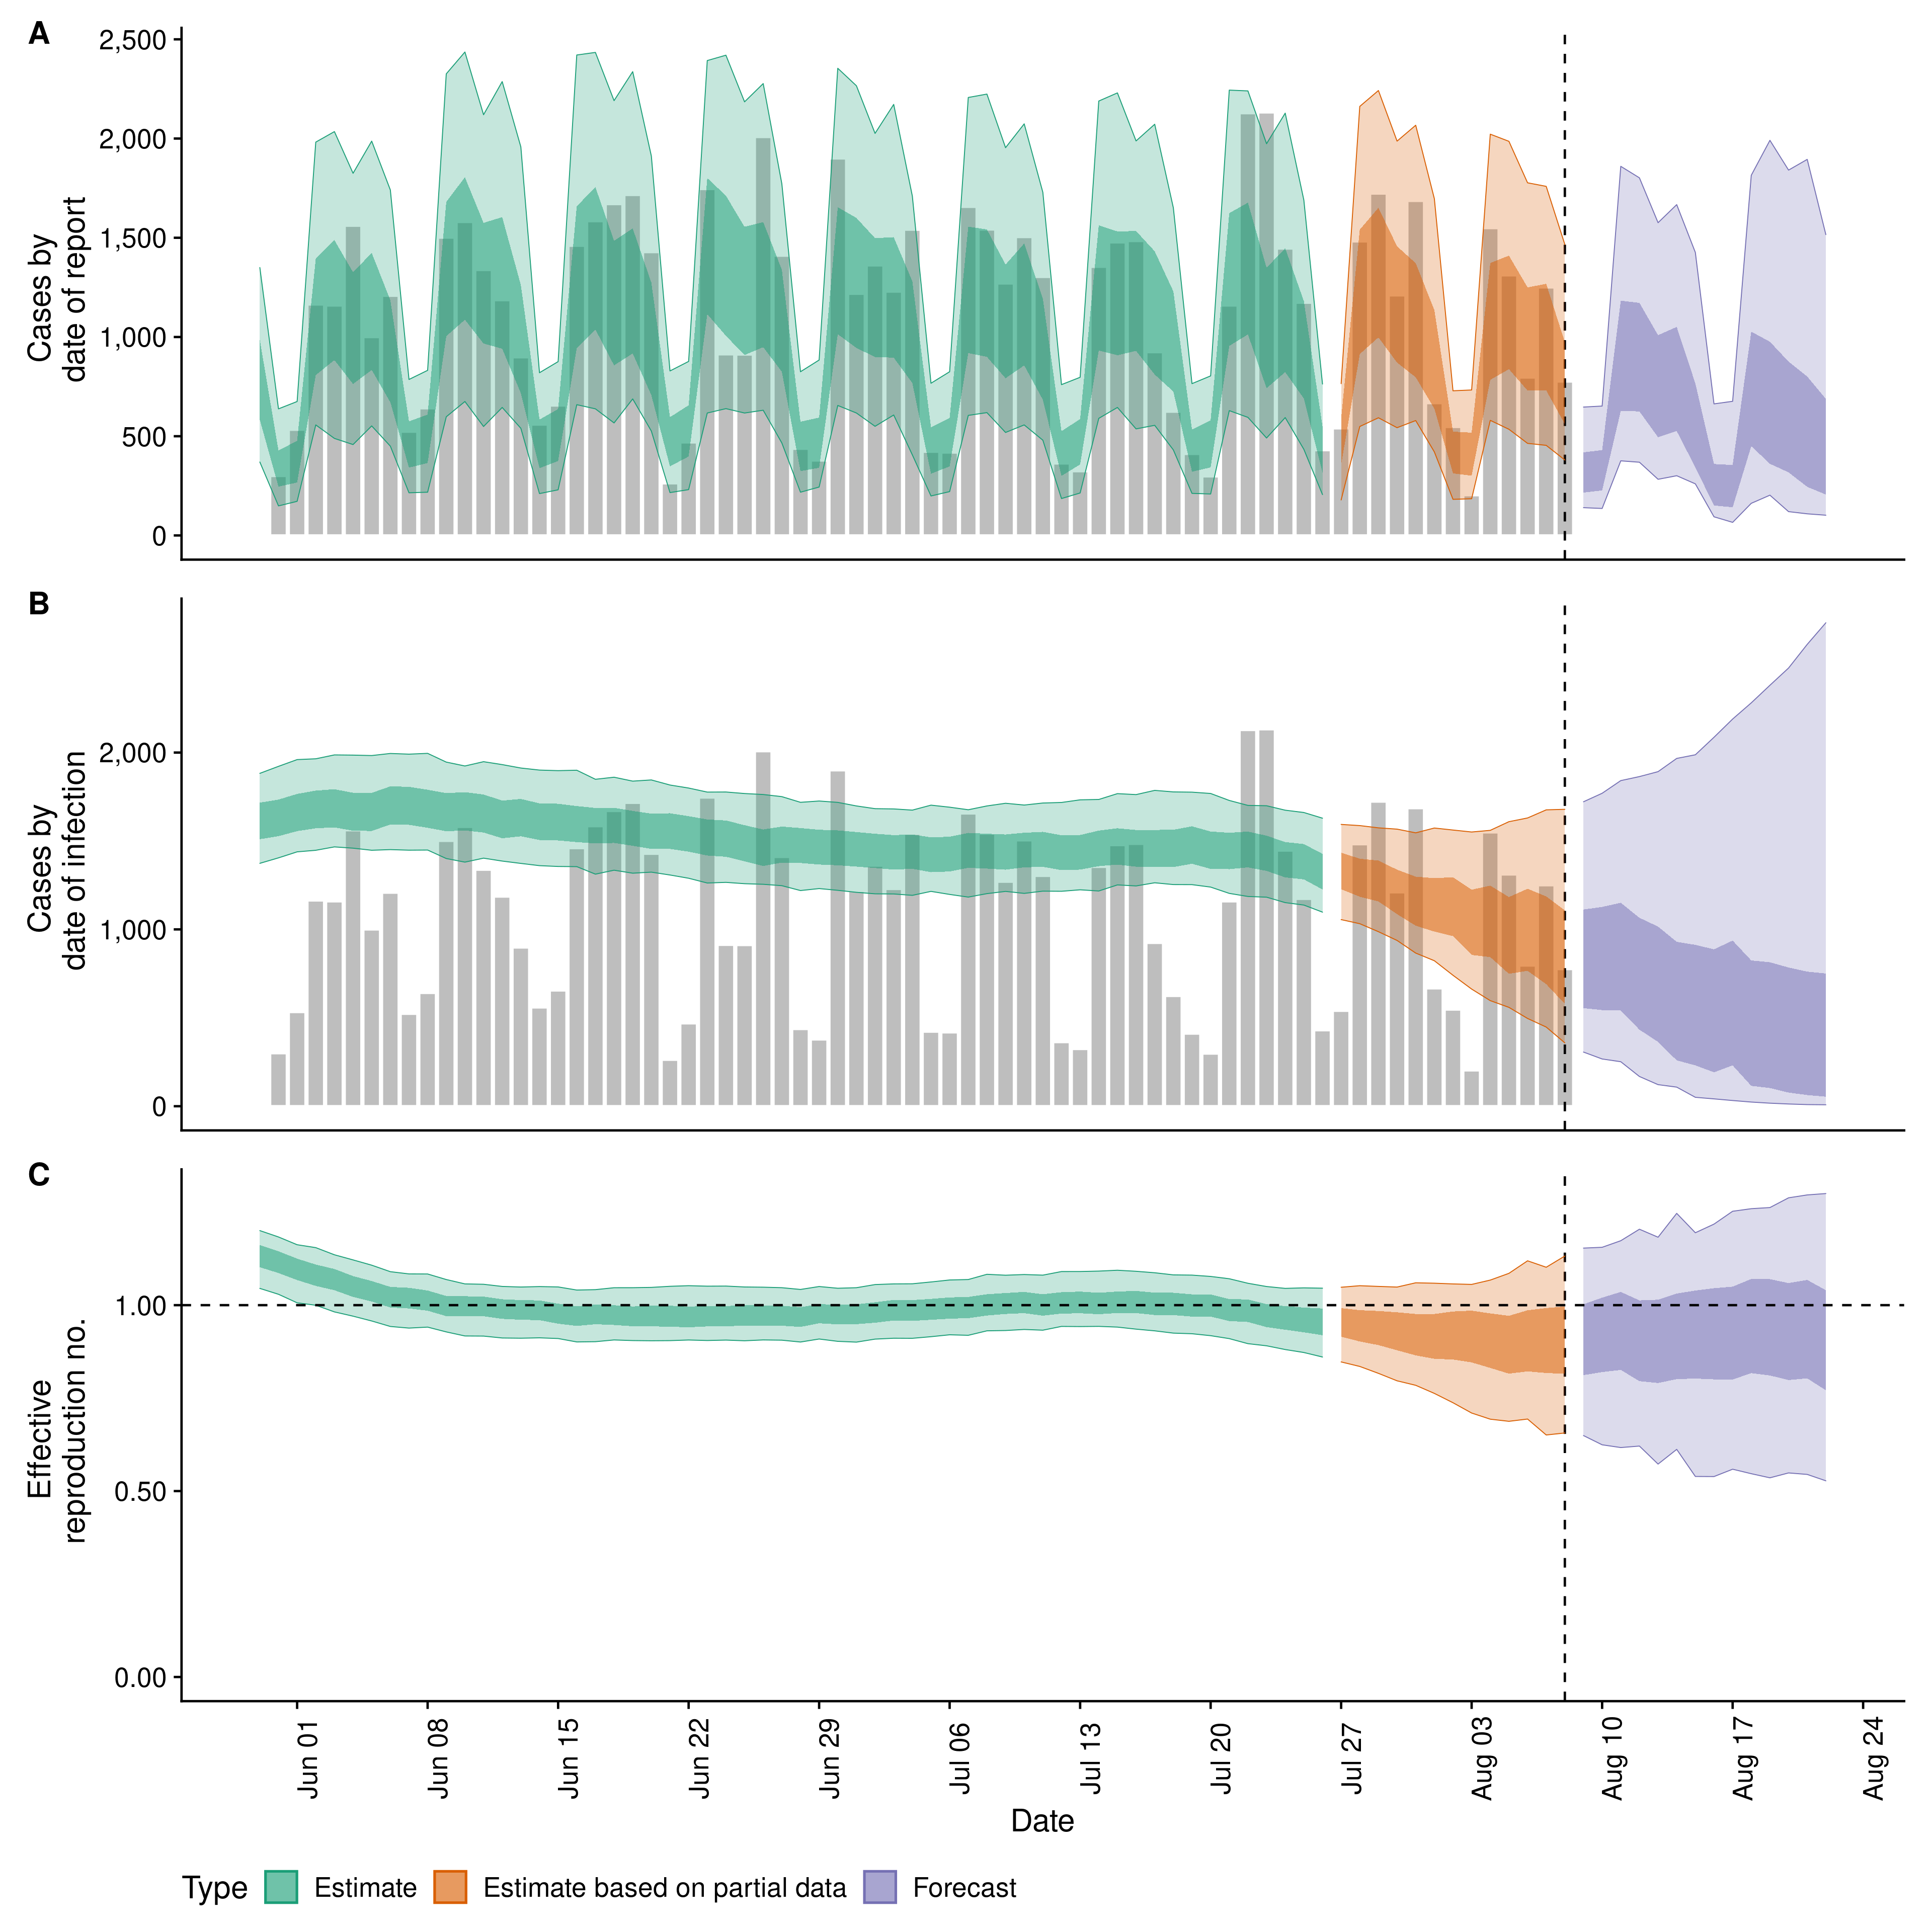 A
Cases by
date of report
2,500
2,000
1,500
1,000
500
0
B
Cases by
date of infection
2,000
1,000
0
C
Effective
reproduction no.
1.00
0.50
0.00
Jun 01
Jun 08
Jun 15
Jun 22
Jun 29
Jul 06
Jul 13
Jul 20
Jul 27
Aug 03
Aug 10
Aug 17
Aug 24
Date
Type Estimate Estimate based on partial data Forecast